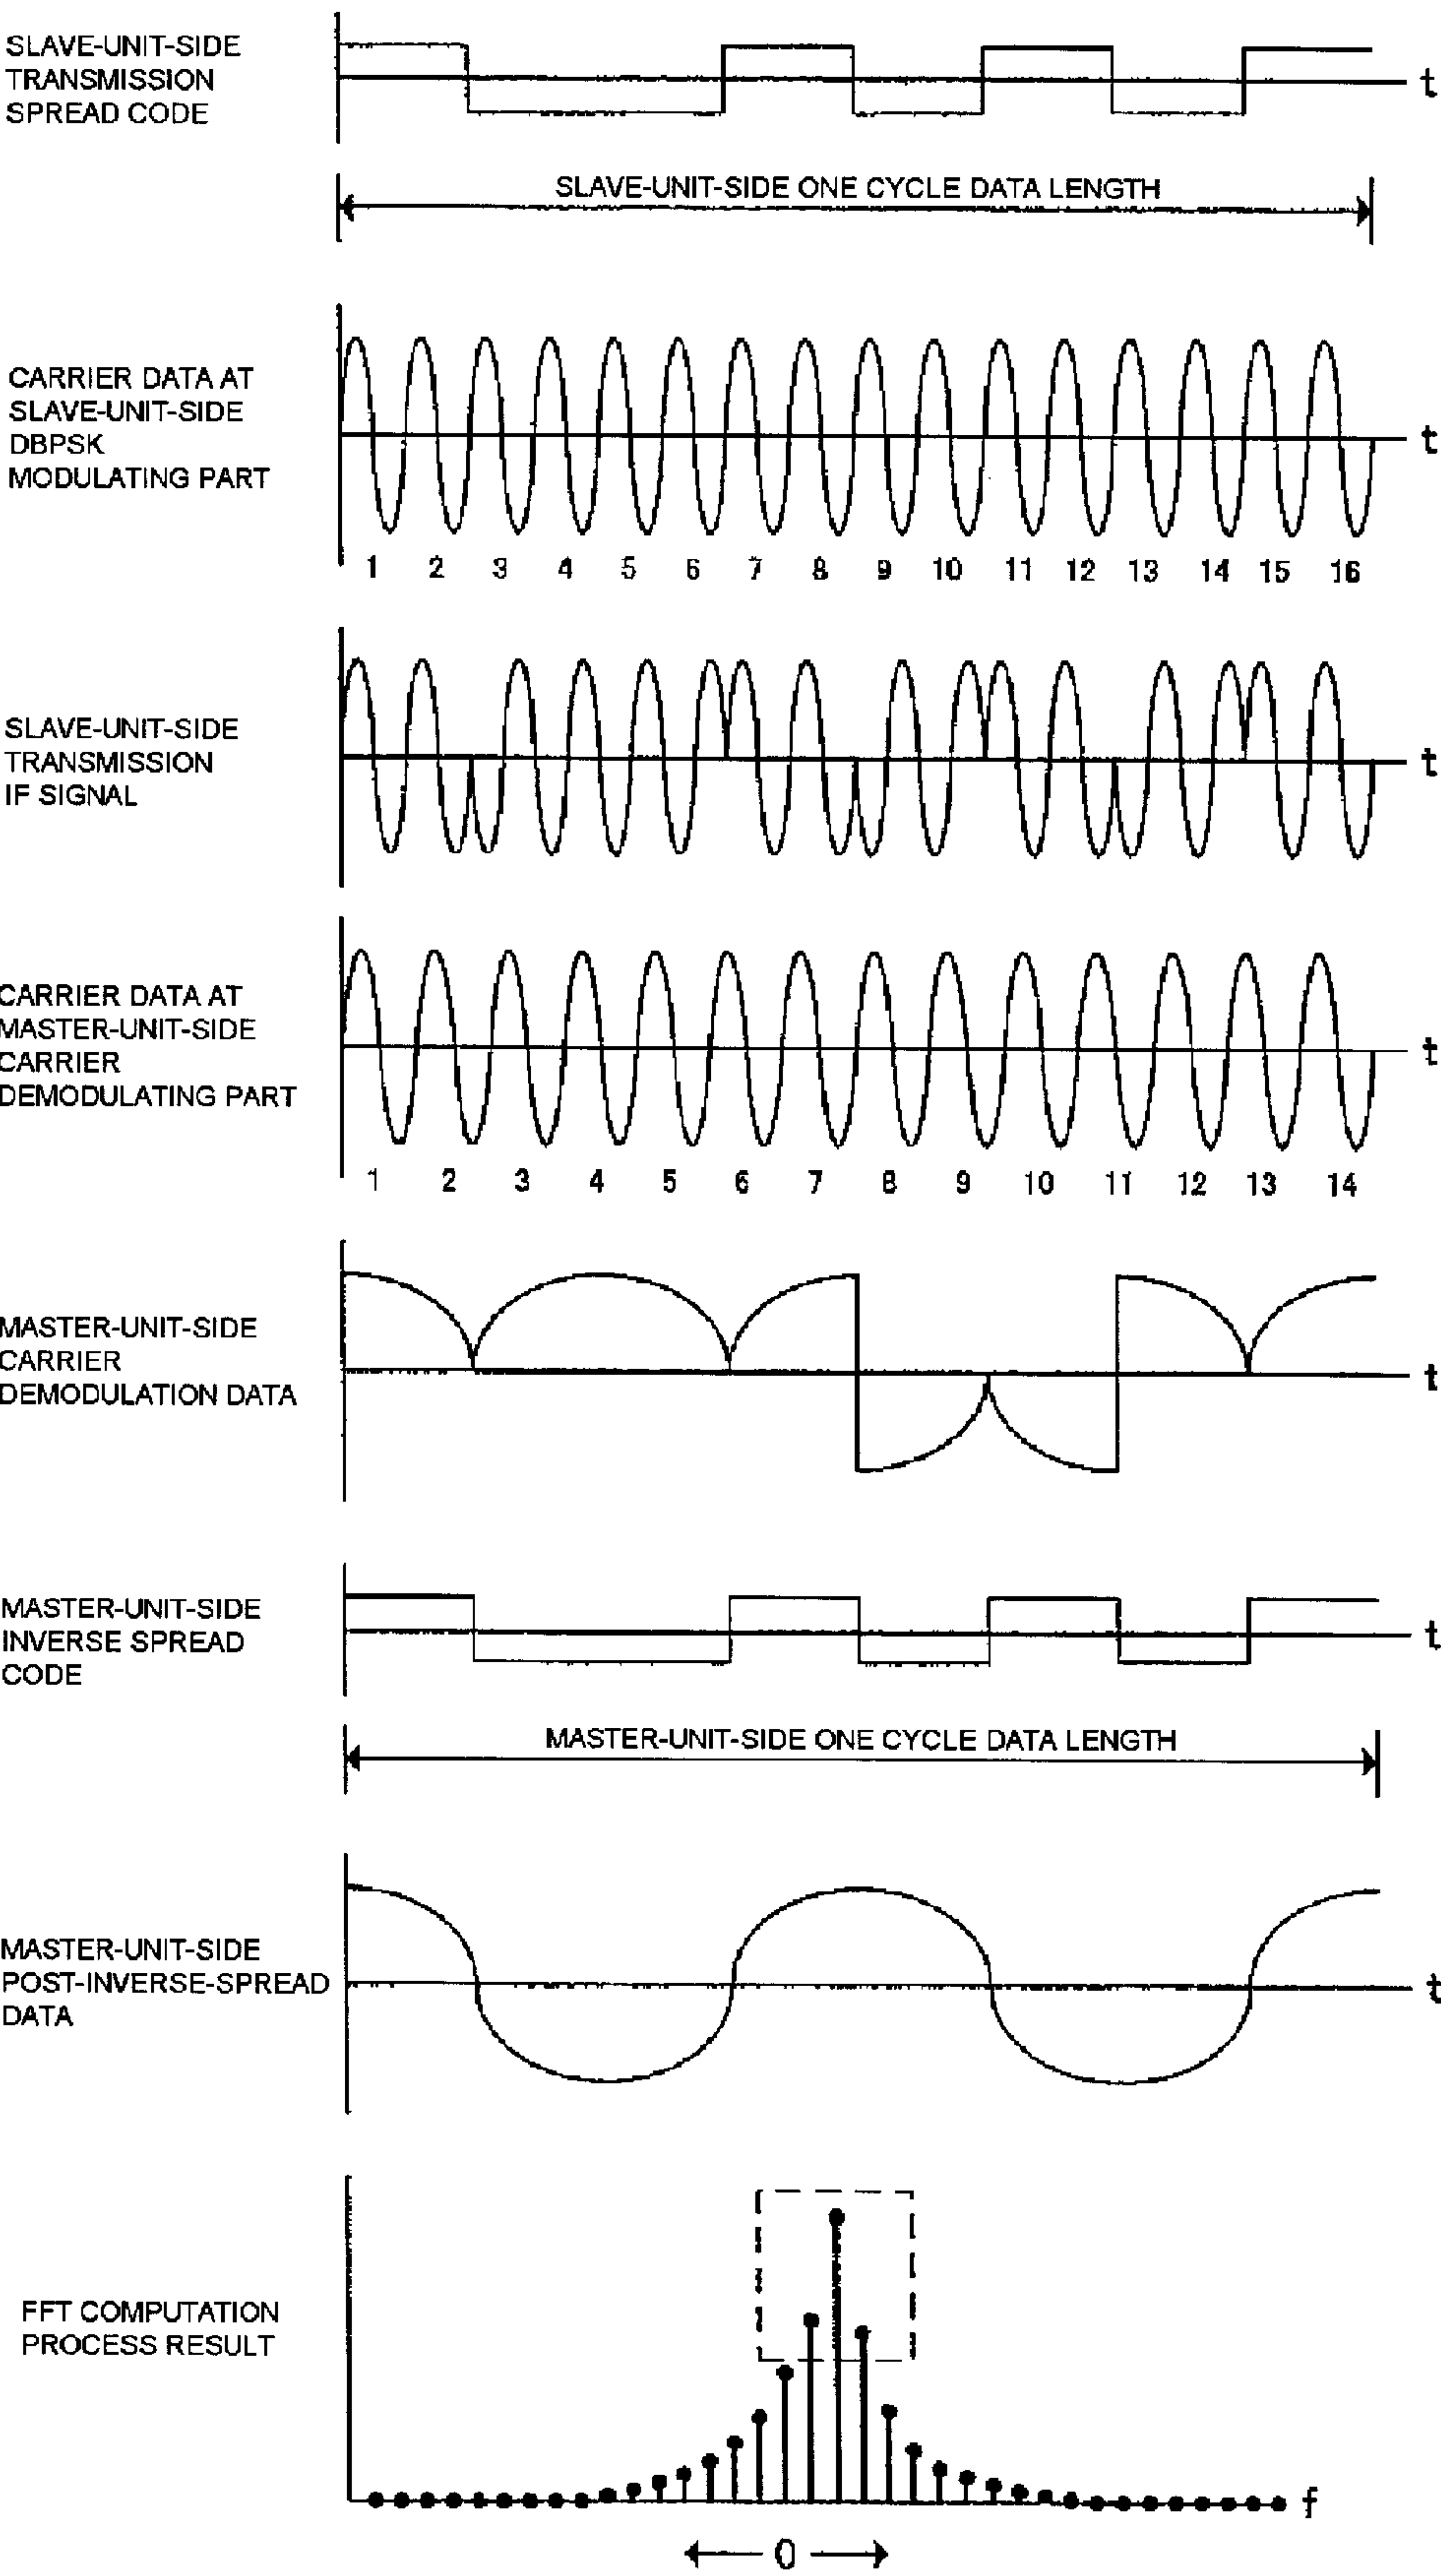 SLAVE-UNIT-SIDE
TRANSMISSION
SPREAD CODE
t
SLAVE-UNIT-SIDE ONE CYCLE DATA LENGTH
CARRIER DATA AT
SLAVE-UNIT-SIDE
DBPSK
MODULATING PART
t
1 2 3 4 5 6 7 8 9 10 11 12 13 14 15 16
SLAVE-UNIT-SIDE
TRANSMISSION
IF SIGNAL
t
CARRIER DATA AT
MASTER-UNIT-SIDE
CARRIER
DEMODULATING PART
t
1 2 3 4 5 6 7 8 9 10 11 12 13 14
MASTER-UNIT-SIDE
CARRIER
DEMODULATION DATA
t
MASTER-UNIT-SIDE
INVERSE SPREAD
CODE
t
MASTER-UNIT-SIDE ONE CYCLE DATA LENGTH
MASTER-UNIT-SIDE
POST-INVERSE-SPREAD
DATA
t
FFT COMPUTATION
PROCESS RESULT
f
0